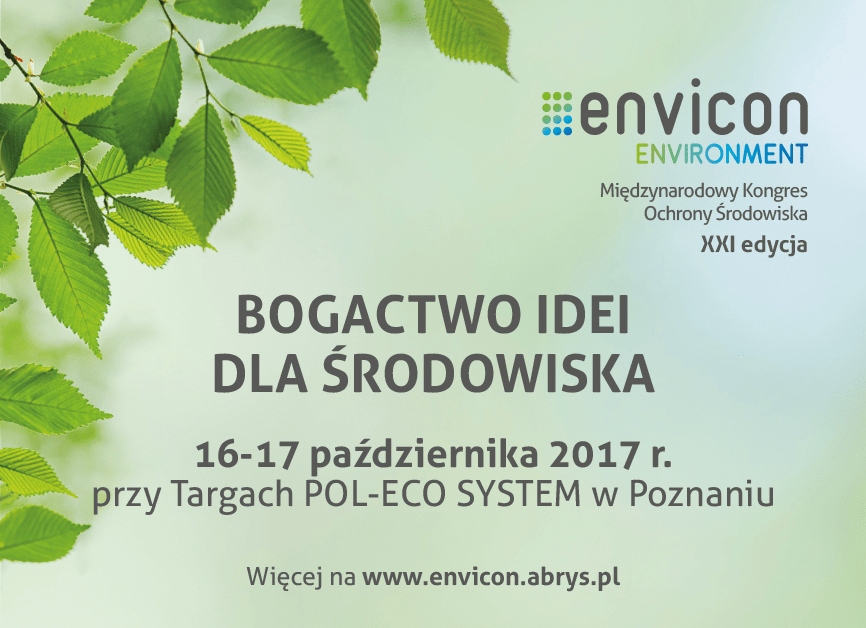 envicon
ENVIRONMENT
Międzynarodowy Kongres
Ochrony Środowiska
XXI edycja
BOGACTWO IDEI
DLA ŚRODOWISKA
16-17 października 2017 r.
przy Targach POL-ECO SYSTEM w Poznaniu
Więcej na www.envicon.abrys.pl